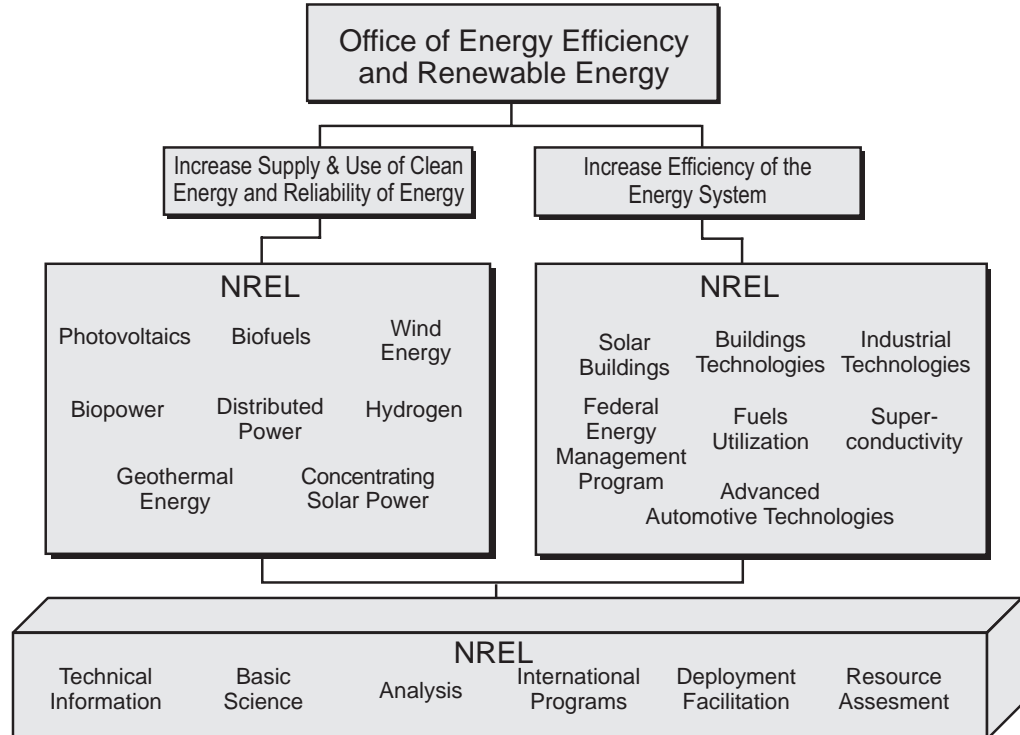 Office of Energy Efficiency
and Renewable Energy
Increase Supply & Use of Clean
Energy and Reliability of Energy
Increase Efficiency of the
Energy System
NREL
Photovoltaics
Biofuels
Wind
Energy
Biopower
Distributed
Power
Hydrogen
Geothermal
Energy
Concentrating
Solar Power
NREL
Solar
Buildings
Buildings
Technologies
Industrial
Technologies
Federal
Energy
Management
Program
Fuels
Utilization
Super-
conductivity
Advanced
Automotive Technologies
NREL
Technical
Information
Basic
Science
Analysis
International
Programs
Deployment
Facilitation
Resource
Assesment